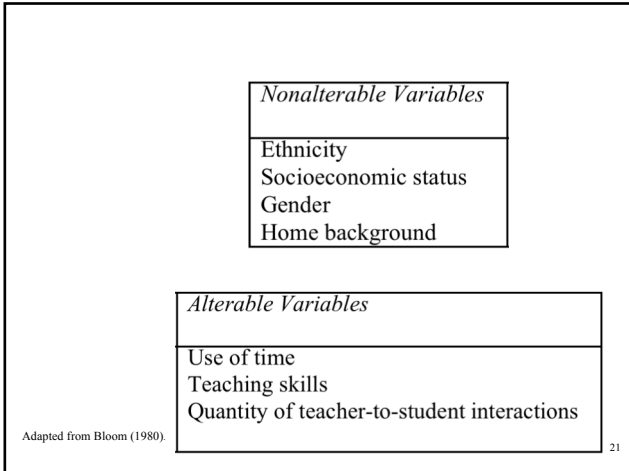 Nonalterable Variables
Ethnicity
Socioeconomic status
Gender
Home background
Alterable Variables
Use of time
Teaching skills
Quantity of teacher-to-student interactions
Adapted from Bloom (1980).
21